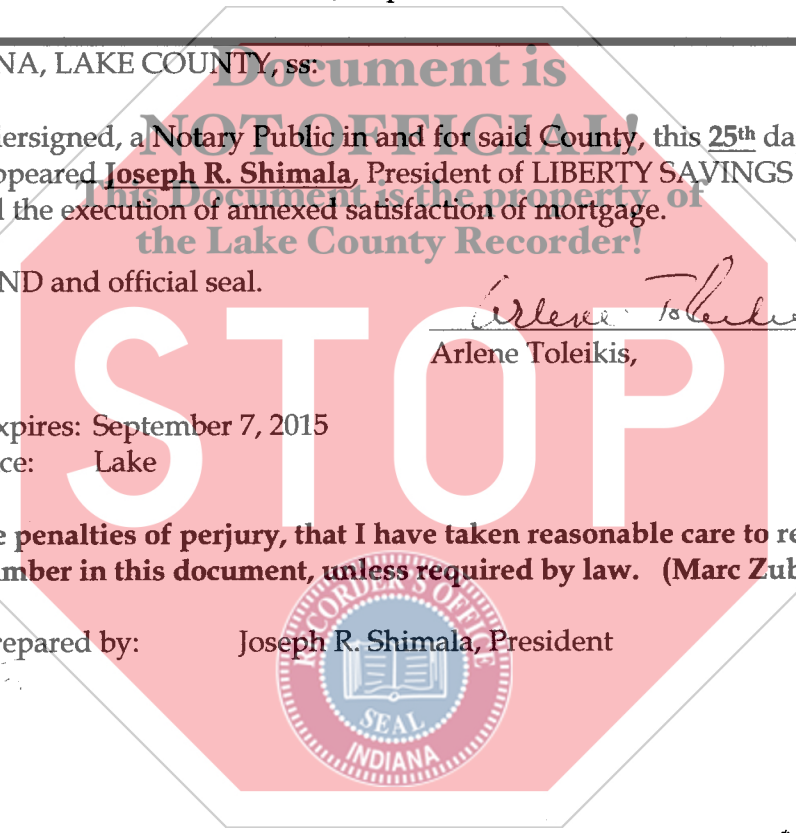 NA, LAKE COUNTY, ss:
Document is
NOT OFFICIAL!
ersigned, a Notary Public in and for said County, this 25th da
ppeared Joseph R. Shimala, President of LIBERTY SAVINGS
This Document is the property of
the execution of annexed satisfaction of mortgage.
the Lake County Recorder!
ND and official seal.
Arlene Toleikis
Arlene Toleikis,
STOP
xpires: September 7, 2015
ce: Lake
e penalties of perjury, that I have taken reasonable care to re
mber in this document, unless required by law. (Marc Zub
RECORDER'S OFFICE
repared by: Joseph R. Shimala, President
SEAL
INDIANA